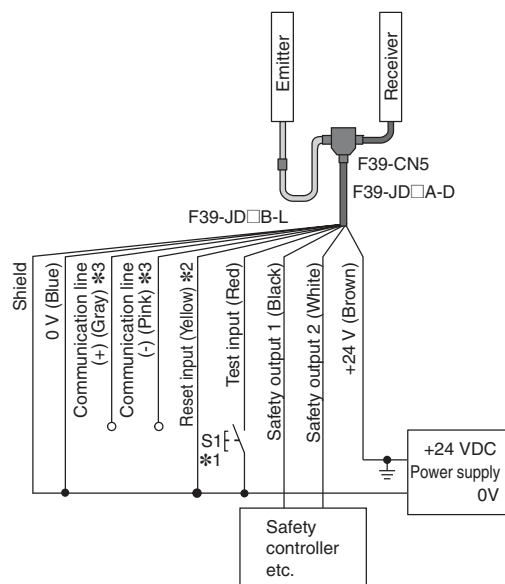 Emitter
Receiver
F39-CN5
F39-JD□A-D
F39-JD□B-L
Shield
0 V (Blue)
Communication line
(+) (Gray) *3
Communication line
(-) (Pink) *3
Reset input (Yellow) *2
Test input (Red)
Safety output 1 (Black)
Safety output 2 (White)
+24 V (Brown)
S1
*1
+24 VDC
Power supply
0V
Safety
controller
etc.